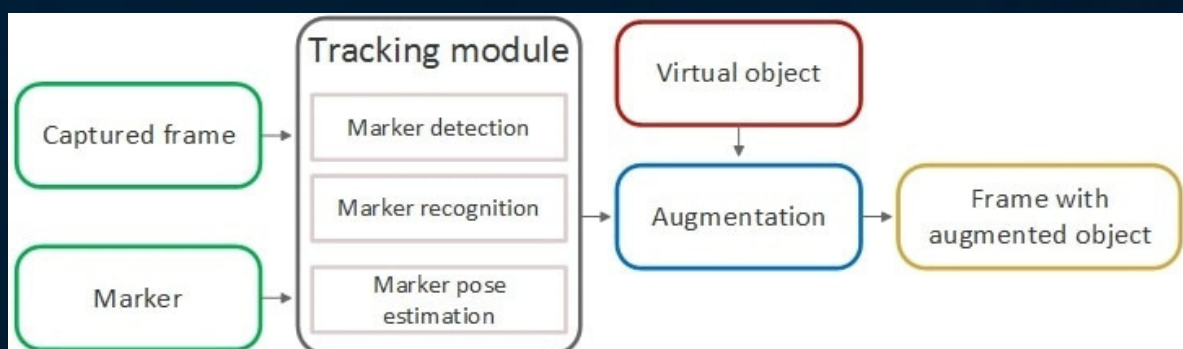 Tracking module
Captured frame
Marker
Marker detection
Marker recognition
Marker pose
estimation
Virtual object
Augmentation
Frame with
augmented object